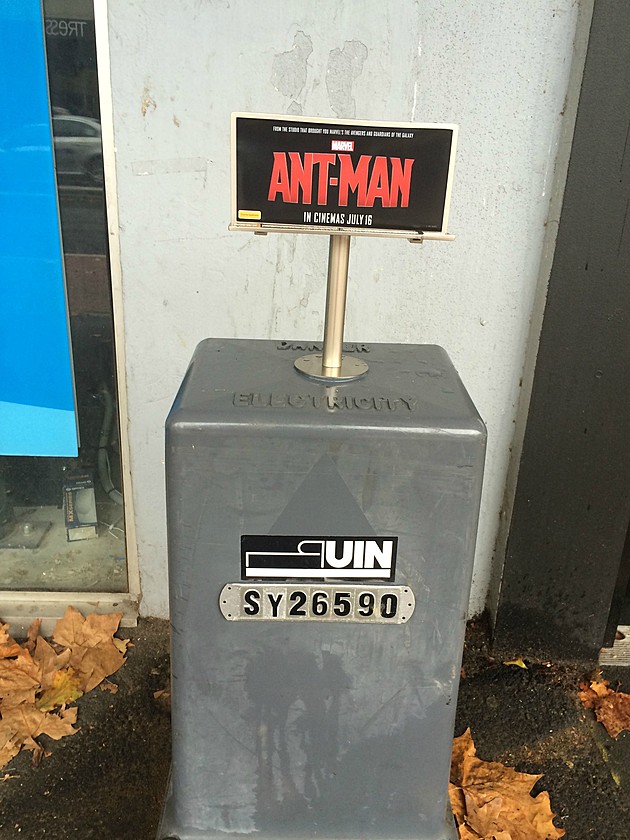 FROM THE STUDIO THAT BROUGHT YOU MARVEL'S THE AVENGERS AND GUARDIANS OF THE GALAXY
MARVEL
ANT-MAN
IN CINEMAS JULY 16
DANGER
ELECTRICITY
UIN
SY26590